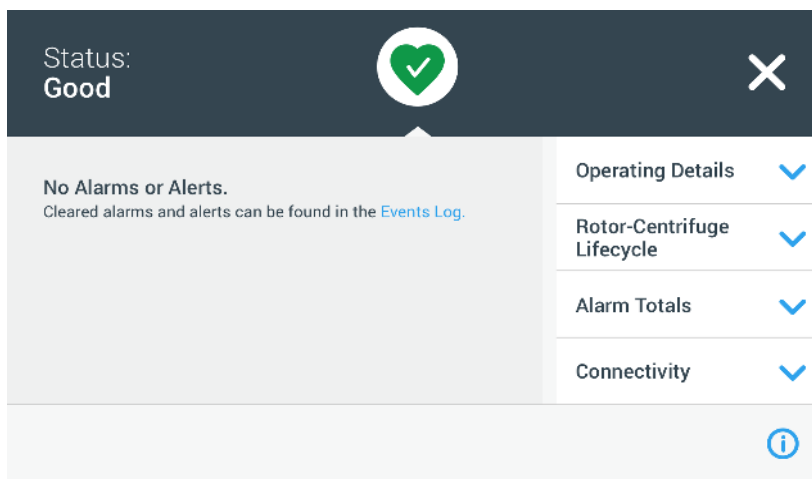 Status:
Good
No Alarms or Alerts.
Cleared alarms and alerts can be found in the Events Log.
Operating Details
Rotor-Centrifuge
Lifecycle
Alarm Totals
Connectivity